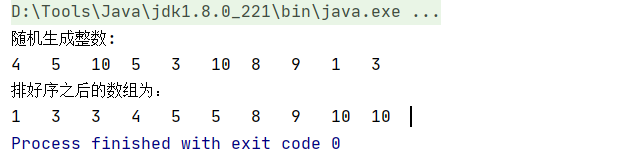 D:\Tools\Java\jdk1.8.0_221\bin\java.exe ...
随机生成整数:
4 5 10 5 3 10 8 9 1 3
排好序之后的数组为:
1 3 3 4 5 5 8 9 10 10
Process finished with exit code 0